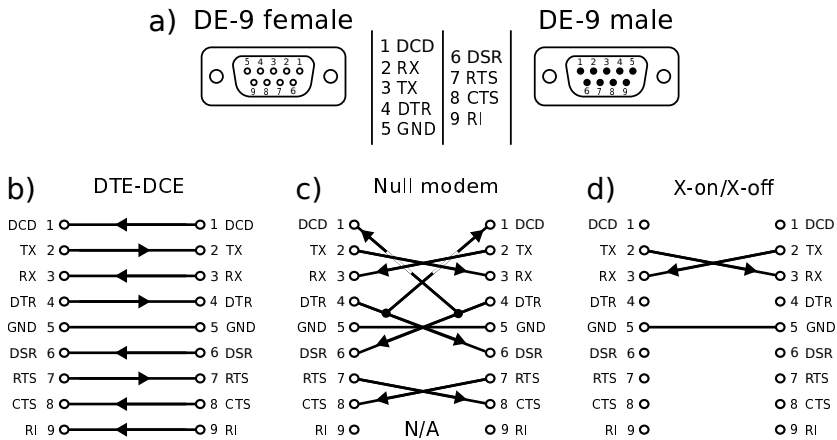 a) DE-9 female DE-9 male
5 4 3 2 1
9 8 7 6
1 DCD
2 RX
3 TX
4 DTR
5 GND
6 DSR
7 RTS
8 CTS
9 RI
1 2 3 4 5
6 7 8 9
b) DTE-DCE
DCD 1 1 DCD
TX 2 2 TX
RX 3 3 RX
DTR 4 4 DTR
GND 5 5 GND
DSR 6 6 DSR
RTS 7 7 RTS
CTS 8 8 CTS
RI 9 9 RI
c) Null modem
DCD 1 1 DCD
TX 2 2 TX
RX 3 3 RX
DTR 4 4 DTR
GND 5 5 GND
DSR 6 6 DSR
RTS 7 7 RTS
CTS 8 8 CTS
RI 9 N/A 9 RI
d) X-on/X-off
DCD 1 1 DCD
TX 2 2 TX
RX 3 3 RX
DTR 4 4 DTR
GND 5 5 GND
DSR 6 6 DSR
RTS 7 7 RTS
CTS 8 8 CTS
RI 9 9 RI